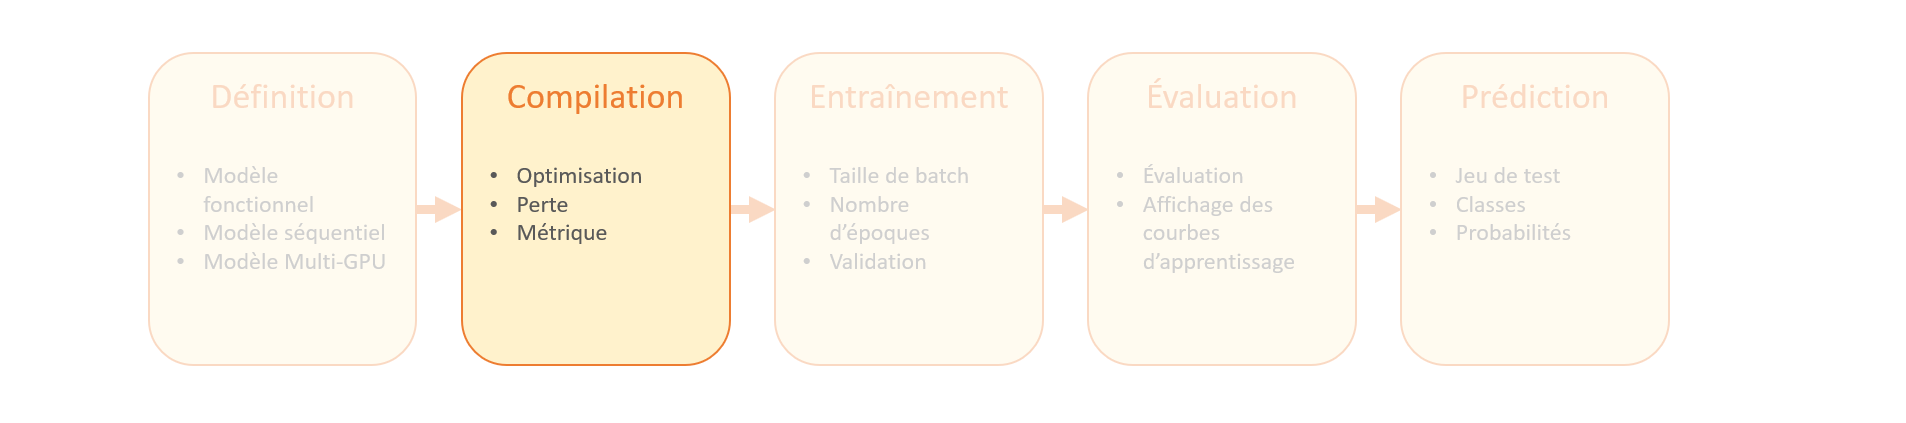 Définition
• Modèle
fonctionnel
• Modèle séquentiel
• Modèle Multi-GPU
Compilation
• Optimisation
• Perte
• Métrique
Entraînement
• Taille de batch
• Nombre
d’époques
• Validation
Évaluation
• Évaluation
• Affichage des
courbes
d’apprentissage
Prédiction
• Jeu de test
• Classes
• Probabilités